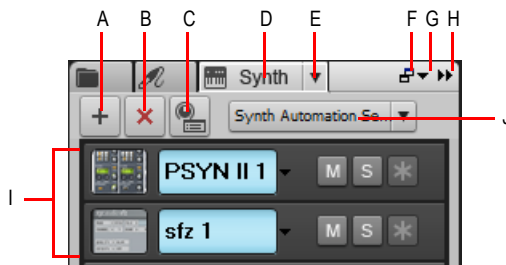 A B C D E F G H
Synth
Synth Automation Se...
I
PSYN II 1 M S
sfz 1 M S